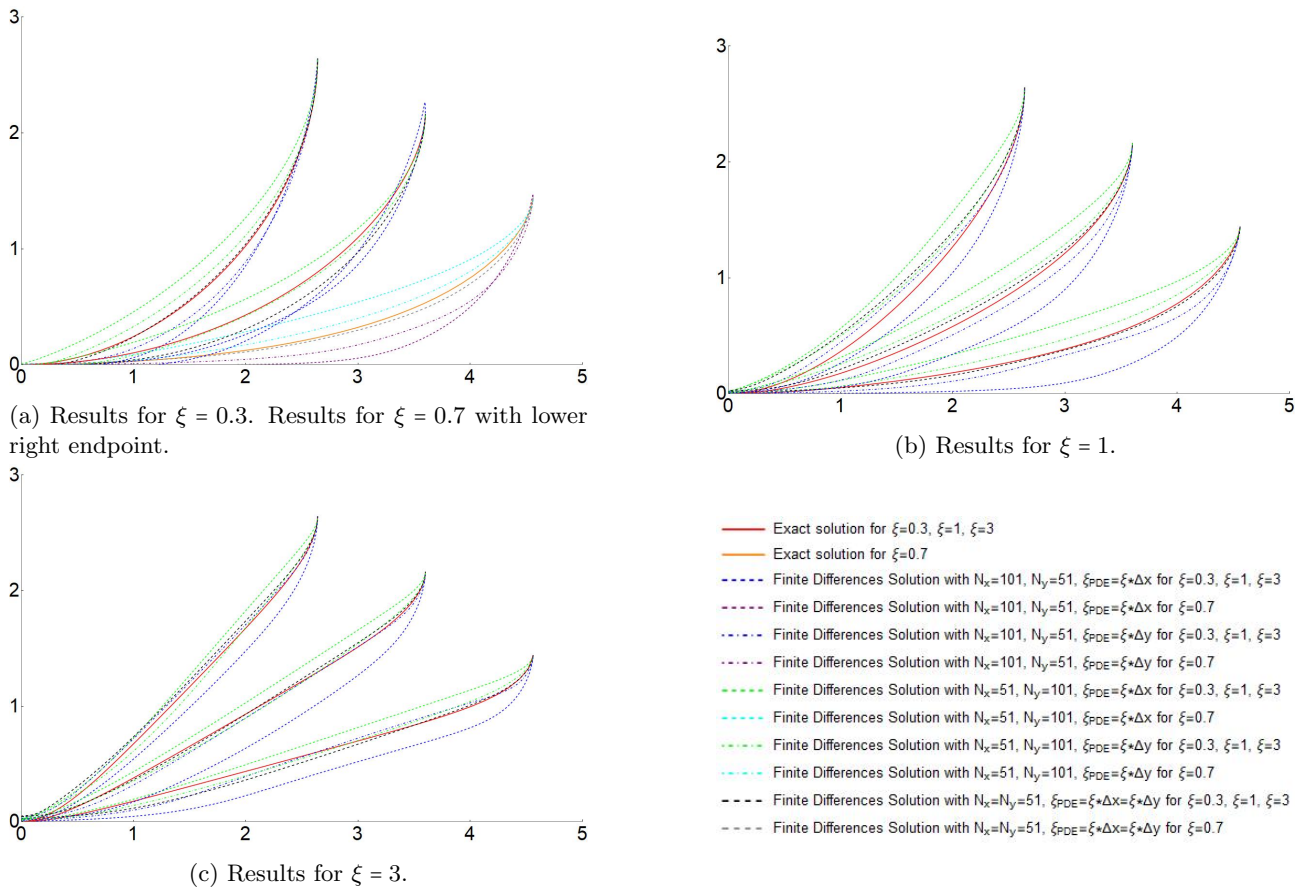 3
2
1
0
0
1
2
3
4
5
(a) Results for ξ = 0.3. Results for ξ = 0.7 with lower
right endpoint.
3
2
1
0
0
1
2
3
4
5
(b) Results for ξ = 1.
3
2
1
0
0
1
2
3
4
5
(c) Results for ξ = 3.
Exact solution for ξ=0.3, ξ=1, ξ=3
Exact solution for ξ=0.7
Finite Differences Solution with Nx=101, Ny=51, ξPDE=ξ*Δx for ξ=0.3, ξ=1, ξ=3
Finite Differences Solution with Nx=101, Ny=51, ξPDE=ξ*Δx for ξ=0.7
Finite Differences Solution with Nx=101, Ny=51, ξPDE=ξ*Δy for ξ=0.3, ξ=1, ξ=3
Finite Differences Solution with Nx=101, Ny=51, ξPDE=ξ*Δy for ξ=0.7
Finite Differences Solution with Nx=51, Ny=101, ξPDE=ξ*Δx for ξ=0.3, ξ=1, ξ=3
Finite Differences Solution with Nx=51, Ny=101, ξPDE=ξ*Δx for ξ=0.7
Finite Differences Solution with Nx=51, Ny=101, ξPDE=ξ*Δy for ξ=0.3, ξ=1, ξ=3
Finite Differences Solution with Nx=51, Ny=101, ξPDE=ξ*Δy for ξ=0.7
Finite Differences Solution with Nx=Ny=51, ξPDE=ξ*Δx=ξ*Δy for ξ=0.3, ξ=1, ξ=3
Finite Differences Solution with Nx=Ny=51, ξPDE=ξ*Δx=ξ*Δy for ξ=0.7